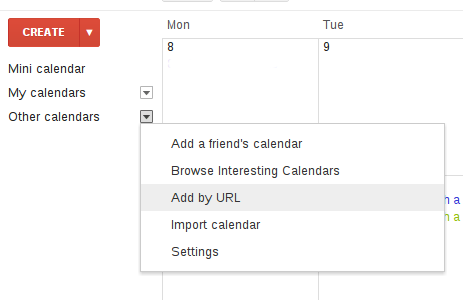 Mon Tue
CREATE
8 9
Mini calendar
My calendars
Other calendars
Add a friend's calendar
Browse Interesting Calendars
Add by URL
Import calendar
Settings
a
a